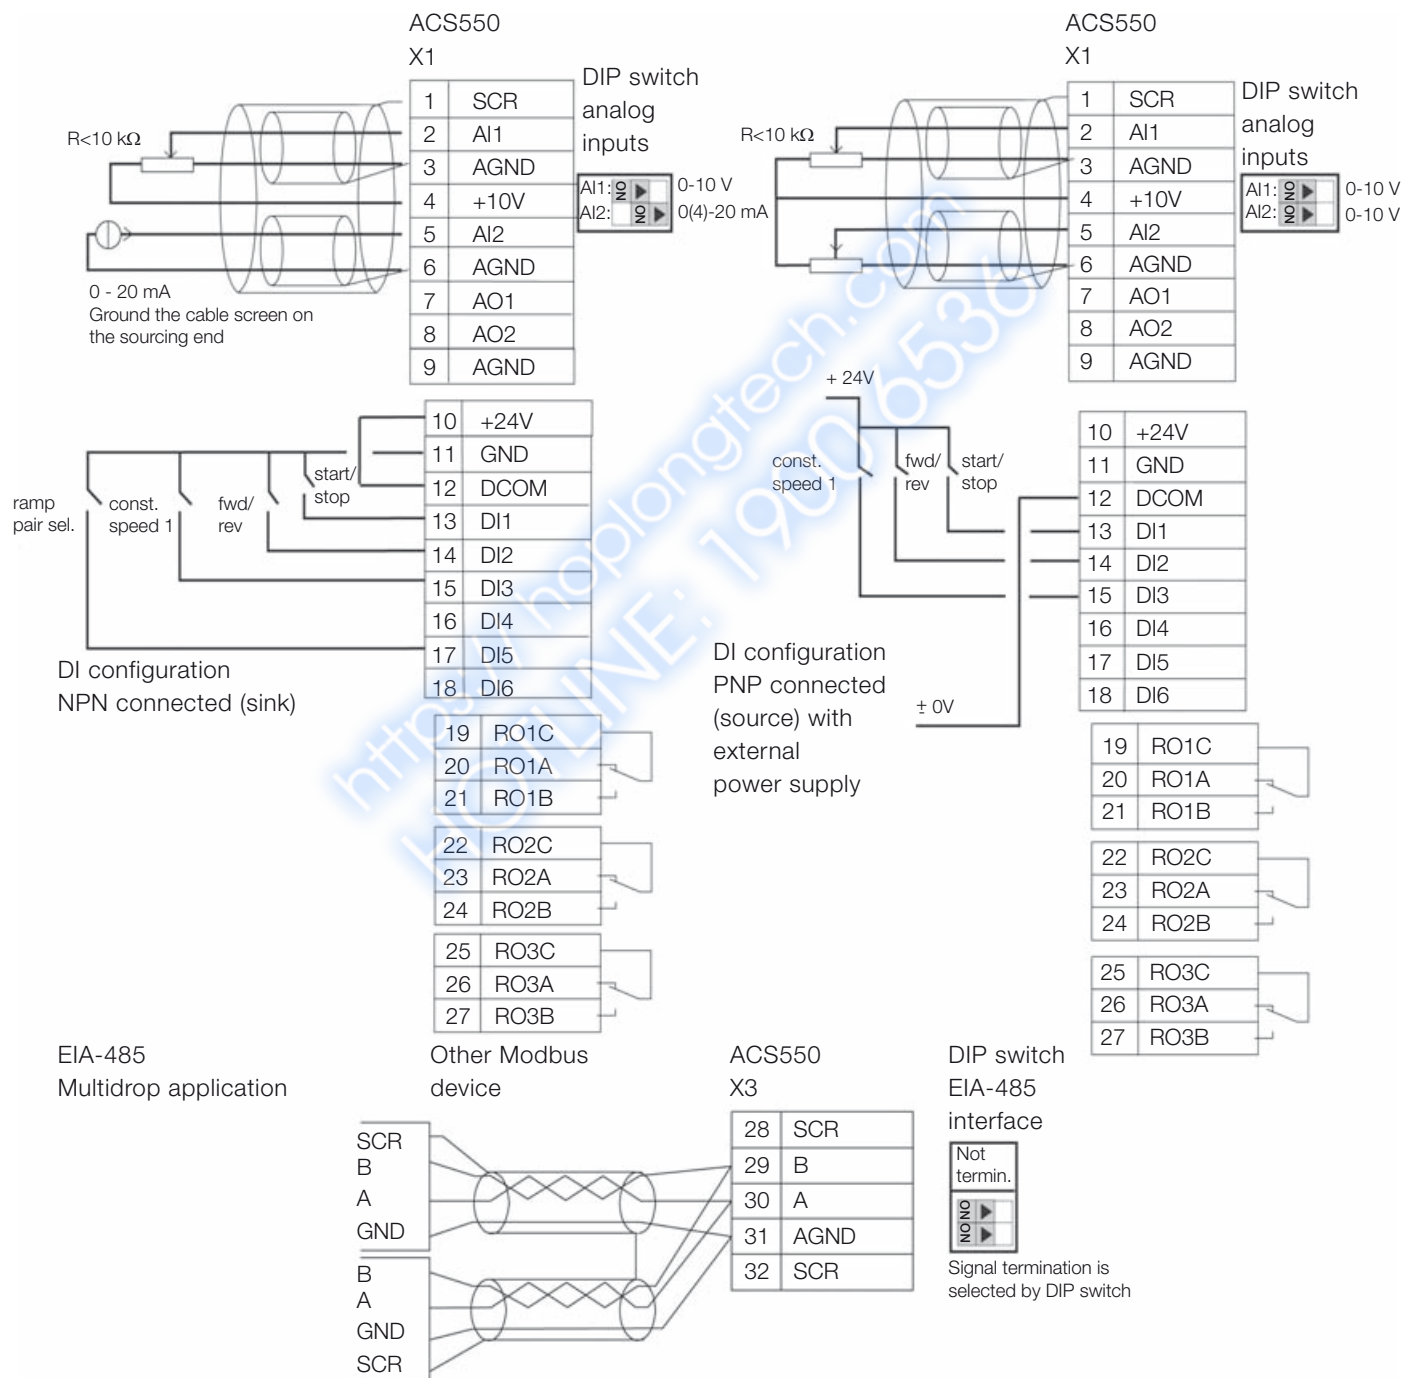 ACS550
X1
DIP switch
analog
inputs
1 SCR
2 AI1
3 AGND
4 +10V
5 AI2
6 AGND
7 AO1
8 AO2
9 AGND
R<10 kΩ
AI1: ON 0-10 V
AI2: ON 0(4)-20 mA
0 - 20 mA
Ground the cable screen on
the sourcing end
ACS550
X1
DIP switch
analog
inputs
1 SCR
2 AI1
3 AGND
4 +10V
5 AI2
6 AGND
7 AO1
8 AO2
9 AGND
R<10 kΩ
AI1: ON 0-10 V
AI2: ON 0-10 V
10 +24V
11 GND
12 DCOM
13 DI1
14 DI2
15 DI3
16 DI4
17 DI5
18 DI6
ramp
pair sel.
const.
speed 1
fwd/
rev
start/
stop
DI configuration
NPN connected (sink)
19 RO1C
20 RO1A
21 RO1B
22 RO2C
23 RO2A
24 RO2B
25 RO3C
26 RO3A
27 RO3B
+ 24V
const.
speed 1
fwd/
rev
start/
stop
10 +24V
11 GND
12 DCOM
13 DI1
14 DI2
15 DI3
16 DI4
17 DI5
18 DI6
DI configuration
PNP connected
(source) with
external
power supply
± 0V
19 RO1C
20 RO1A
21 RO1B
22 RO2C
23 RO2A
24 RO2B
25 RO3C
26 RO3A
27 RO3B
https://hoplongtech.com
HOTLINE: 1900 6536
EIA-485
Multidrop application
Other Modbus
device
SCR
B
A
GND
B
A
GND
SCR
ACS550
X3
28 SCR
29 B
30 A
31 AGND
32 SCR
DIP switch
EIA-485
interface
Not
termin.
ON
ON
Signal termination is
selected by DIP switch